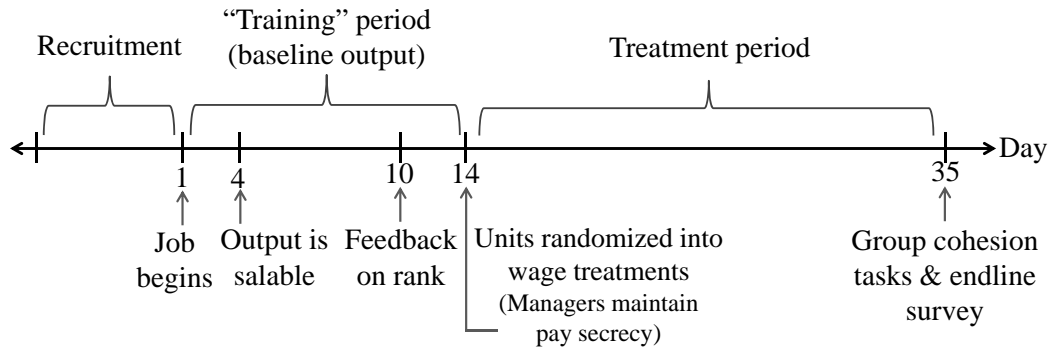 Recruitment
“Training” period
(baseline output)
Treatment period
Day
1
4
10
14
35
Job
begins
Output is
salable
Feedback
on rank
Units randomized into
wage treatments
(Managers maintain
pay secrecy)
Group cohesion
tasks & endline
survey